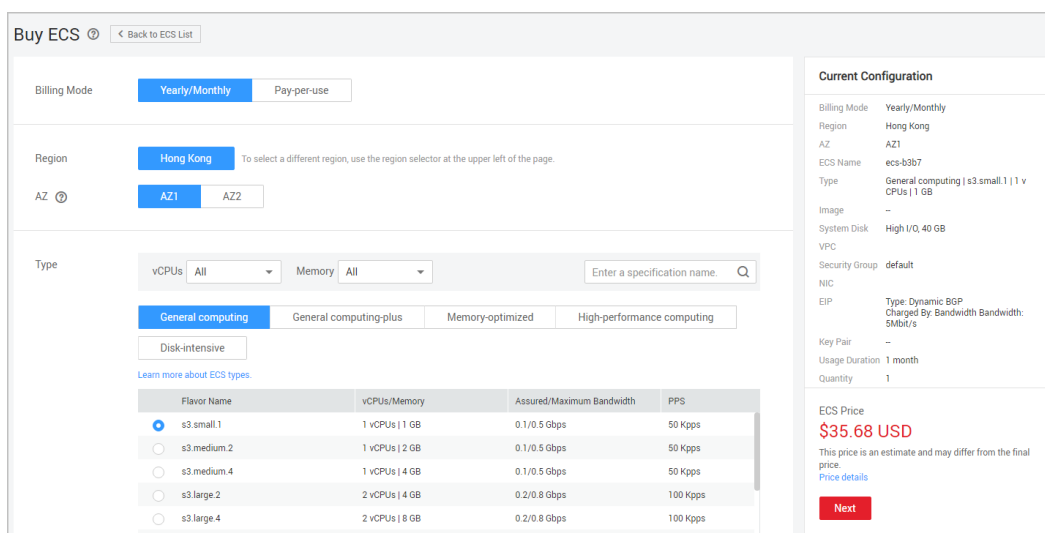 Buy ECS ? < Back to ECS List
Billing Mode Yearly/Monthly Pay-per-use
Region Hong Kong To select a different region, use the region selector at the upper left of the page.
AZ ? AZ1 AZ2
Type vCPUs All Memory All Enter a specification name.
General computing General computing-plus Memory-optimized High-performance computing
Disk-intensive
Learn more about ECS types.
Flavor Name vCPUs/Memory Assured/Maximum Bandwidth PPS
s3.small.1 1 vCPUs | 1 GB 0.1/0.5 Gbps 50 Kpps
s3.medium.2 1 vCPUs | 2 GB 0.1/0.5 Gbps 50 Kpps
s3.medium.4 1 vCPUs | 4 GB 0.1/0.5 Gbps 50 Kpps
s3.large.2 2 vCPUs | 4 GB 0.2/0.8 Gbps 100 Kpps
s3.large.4 2 vCPUs | 8 GB 0.2/0.8 Gbps 100 Kpps
Current Configuration
Billing Mode Yearly/Monthly
Region Hong Kong
AZ AZ1
ECS Name ecs-b3b7
Type General computing | s3.small.1 | 1 v
CPUs | 1 GB
Image --
System Disk High I/O, 40 GB
VPC
Security Group default
NIC
EIP Type: Dynamic BGP
Charged By: Bandwidth Bandwidth:
5Mbit/s
Key Pair --
Usage Duration 1 month
Quantity 1
ECS Price
$35.68 USD
This price is an estimate and may differ from the final
price.
Price details
Next